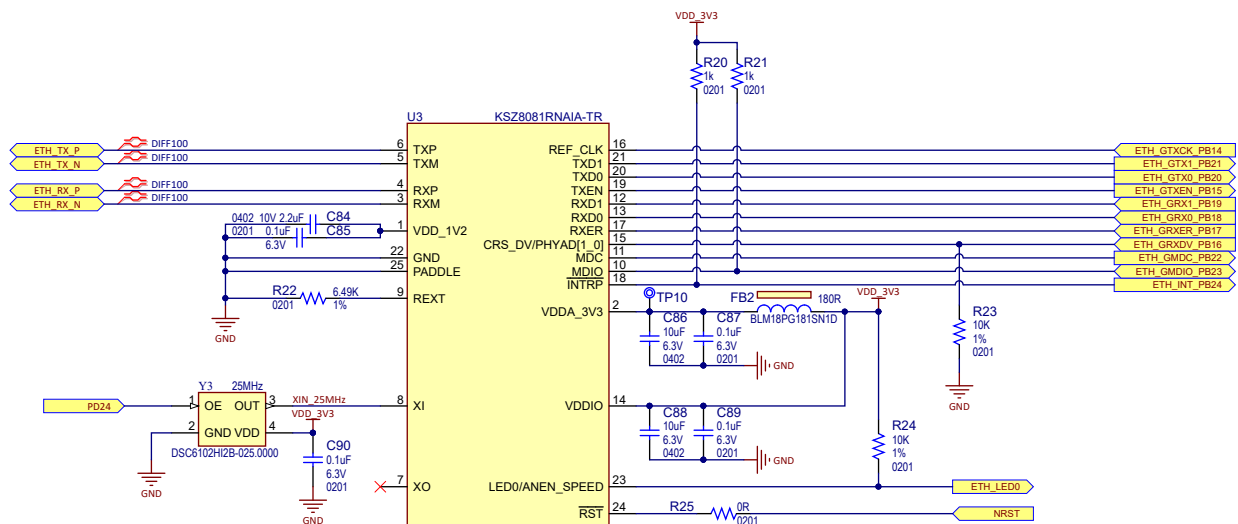 VDD_3V3
R20 R21
1k 1k
0201 0201
U3 KSZ8081RNAIA-TR
ETH_TX_P DIFF100 6 TXP REF_CLK 16 ETH_GTXCK_PB14
ETH_TX_N DIFF100 5 TXM TXD1 21 ETH_GTX1_PB21
TXD0 20 ETH_GTX0_PB20
ETH_RX_P DIFF100 4 RXP TXEN 19 ETH_GTXEN_PB15
ETH_RX_N DIFF100 3 RXM RXD1 12 ETH_GRX1_PB19
RXD0 13 ETH_GRX0_PB18
0402 10V 2.2uF C84
0201 0.1uF C85
6.3V
1 VDD_1V2 RXER 17 ETH_GRXER_PB17
CRS_DV/PHYAD[1_0] 15 ETH_GRXDV_PB16
22 GND MDC 11 ETH_GMDC_PB22
25 PADDLE MDIO 10 ETH_GMDIO_PB23
INTRP 18 ETH_INT_PB24
R22 6.49K 9 REXT
0201 1%
GND
TP10 FB2 180R VDD_3V3
VDDA_3V3 2 BLM18PG181SN1D
C86 C87
10uF 0.1uF
6.3V 6.3V
0402 0201
GND
R23
10K
1%
0201
GND
Y3 25MHz
PD24 1 OE OUT 3 XIN_25MHz 8 XI VDDIO 14
VDD_3V3
2 GND VDD 4
DSC6102HI2B-025.0000
GND
C90
0.1uF
6.3V
0201
GND
C88 C89
10uF 0.1uF
6.3V 6.3V
0402 0201
GND
R24
10K
1%
0201
7 XO LED0/ANEN_SPEED 23 ETH_LED0
RST 24 R25 0R NRST
0201